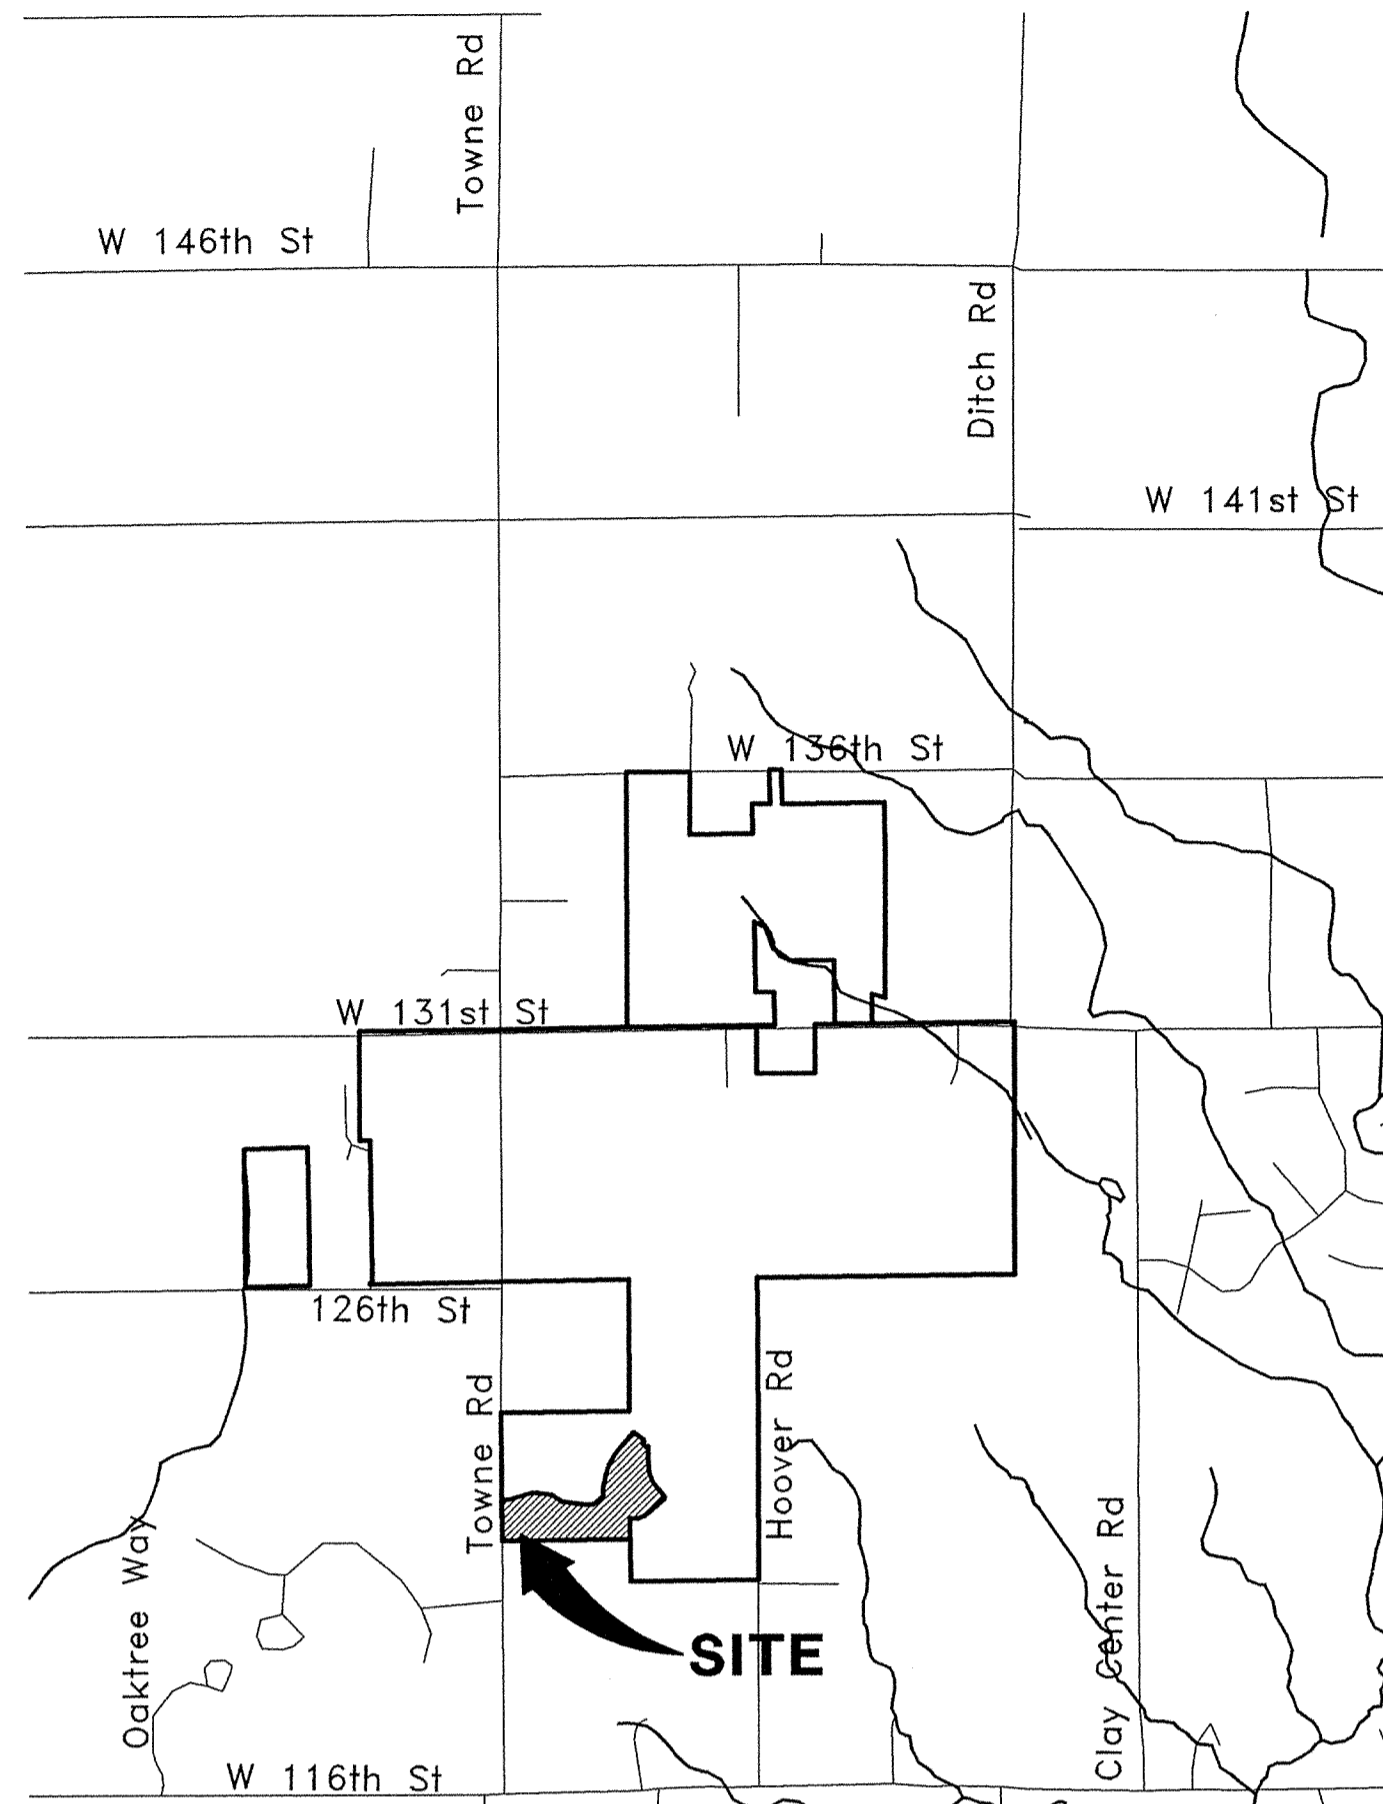 Towne Rd
W 146th St
Ditch Rd
W 141st St
W 136th St
W 131st St
126th St
Towne Rd
Hoover Rd
Oaktree Way
Clay Center Rd
SITE
W 116th St